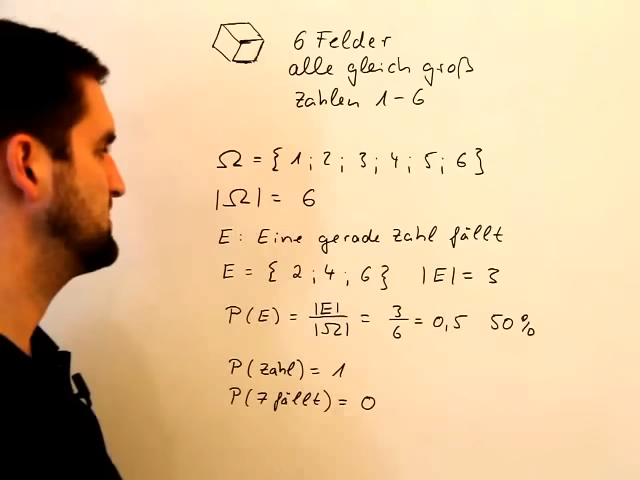 6 Felder
alle gleich groß
Zahlen 1-6
Ω = { 1 ; 2 ; 3 ; 4 ; 5 ; 6 }
|Ω| = 6
E: Eine gerade Zahl fällt
E = { 2 ; 4 ; 6 } |E| = 3
P(E) = |E| / |Ω| = 3/6 = 0,5 50%
P(Zahl) = 1
P(7 fällt) = 0